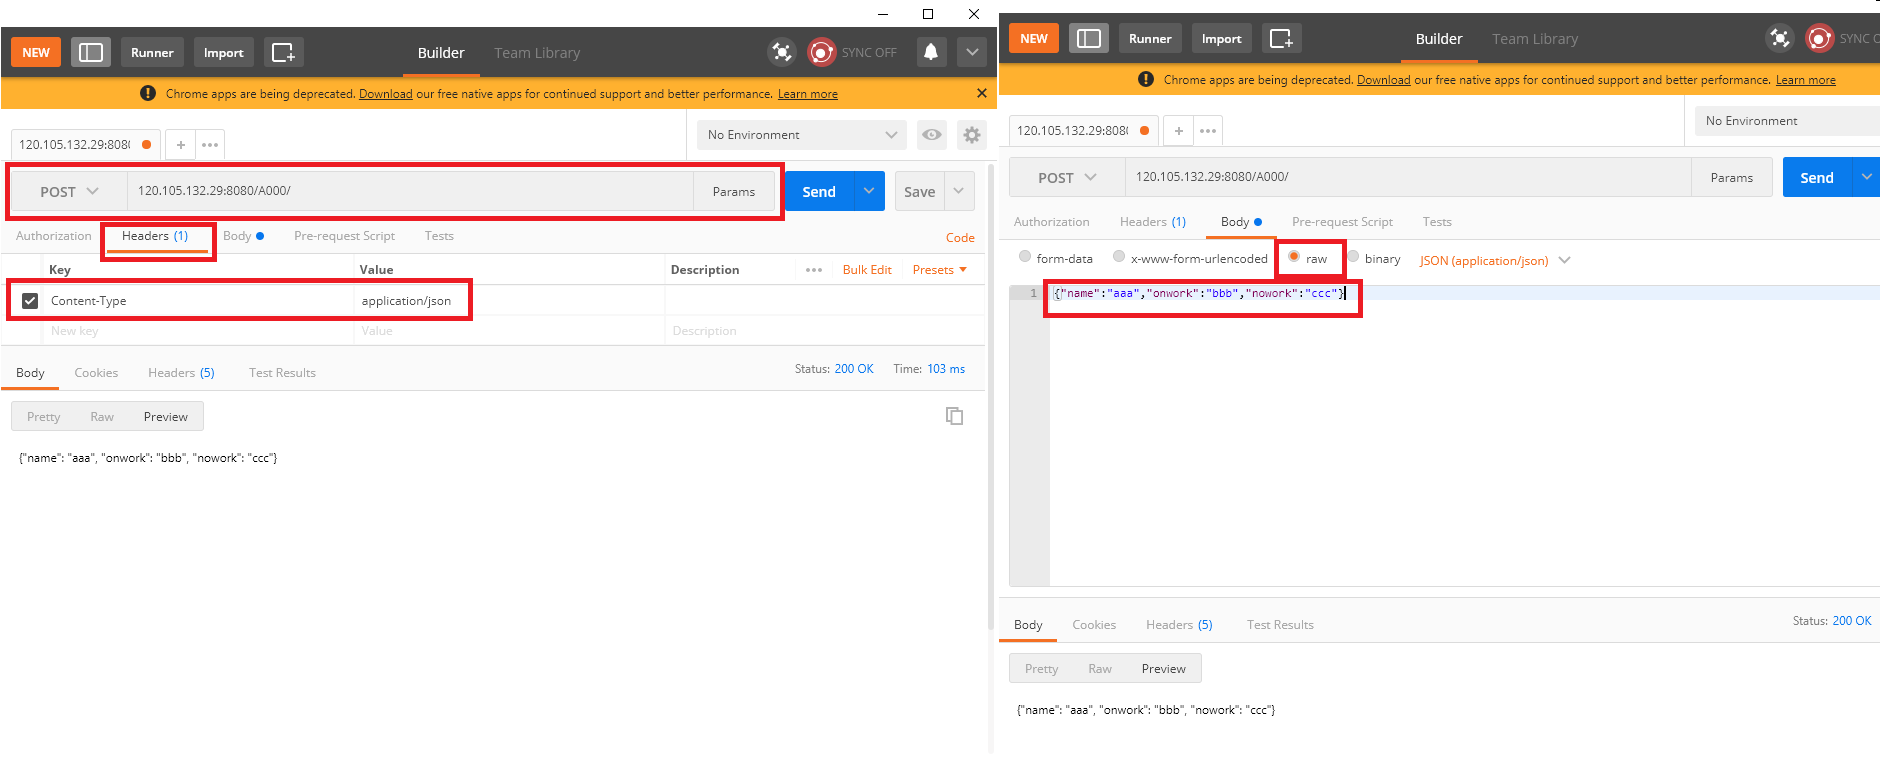 NEW Runner Import Builder Team Library SYNC OFF
Chrome apps are being deprecated. Download our free native apps for continued support and better performance. Learn more
120.105.132.29:8080
No Environment
POST 120.105.132.29:8080/A000/ Params Send Save
Authorization Headers (1) Body Pre-request Script Tests Code
Key Value Description Bulk Edit Presets
Content-Type application/json
New key Value Description
Body Cookies Headers (5) Test Results Status: 200 OK Time: 103 ms
Pretty Raw Preview
{"name": "aaa", "onwork": "bbb", "nowork": "ccc"}
NEW Runner Import Builder Team Library SYNC O
Chrome apps are being deprecated. Download our free native apps for continued support and better performance. Learn more
120.105.132.29:8080
No Environment
POST 120.105.132.29:8080/A000/ Params Send
Authorization Headers (1) Body Pre-request Script Tests
form-data x-www-form-urlencoded raw binary JSON (application/json)
1 {"name":"aaa","onwork":"bbb","nowork":"ccc"}
Body Cookies Headers (5) Test Results Status: 200 OK
Pretty Raw Preview
{"name": "aaa", "onwork": "bbb", "nowork": "ccc"}